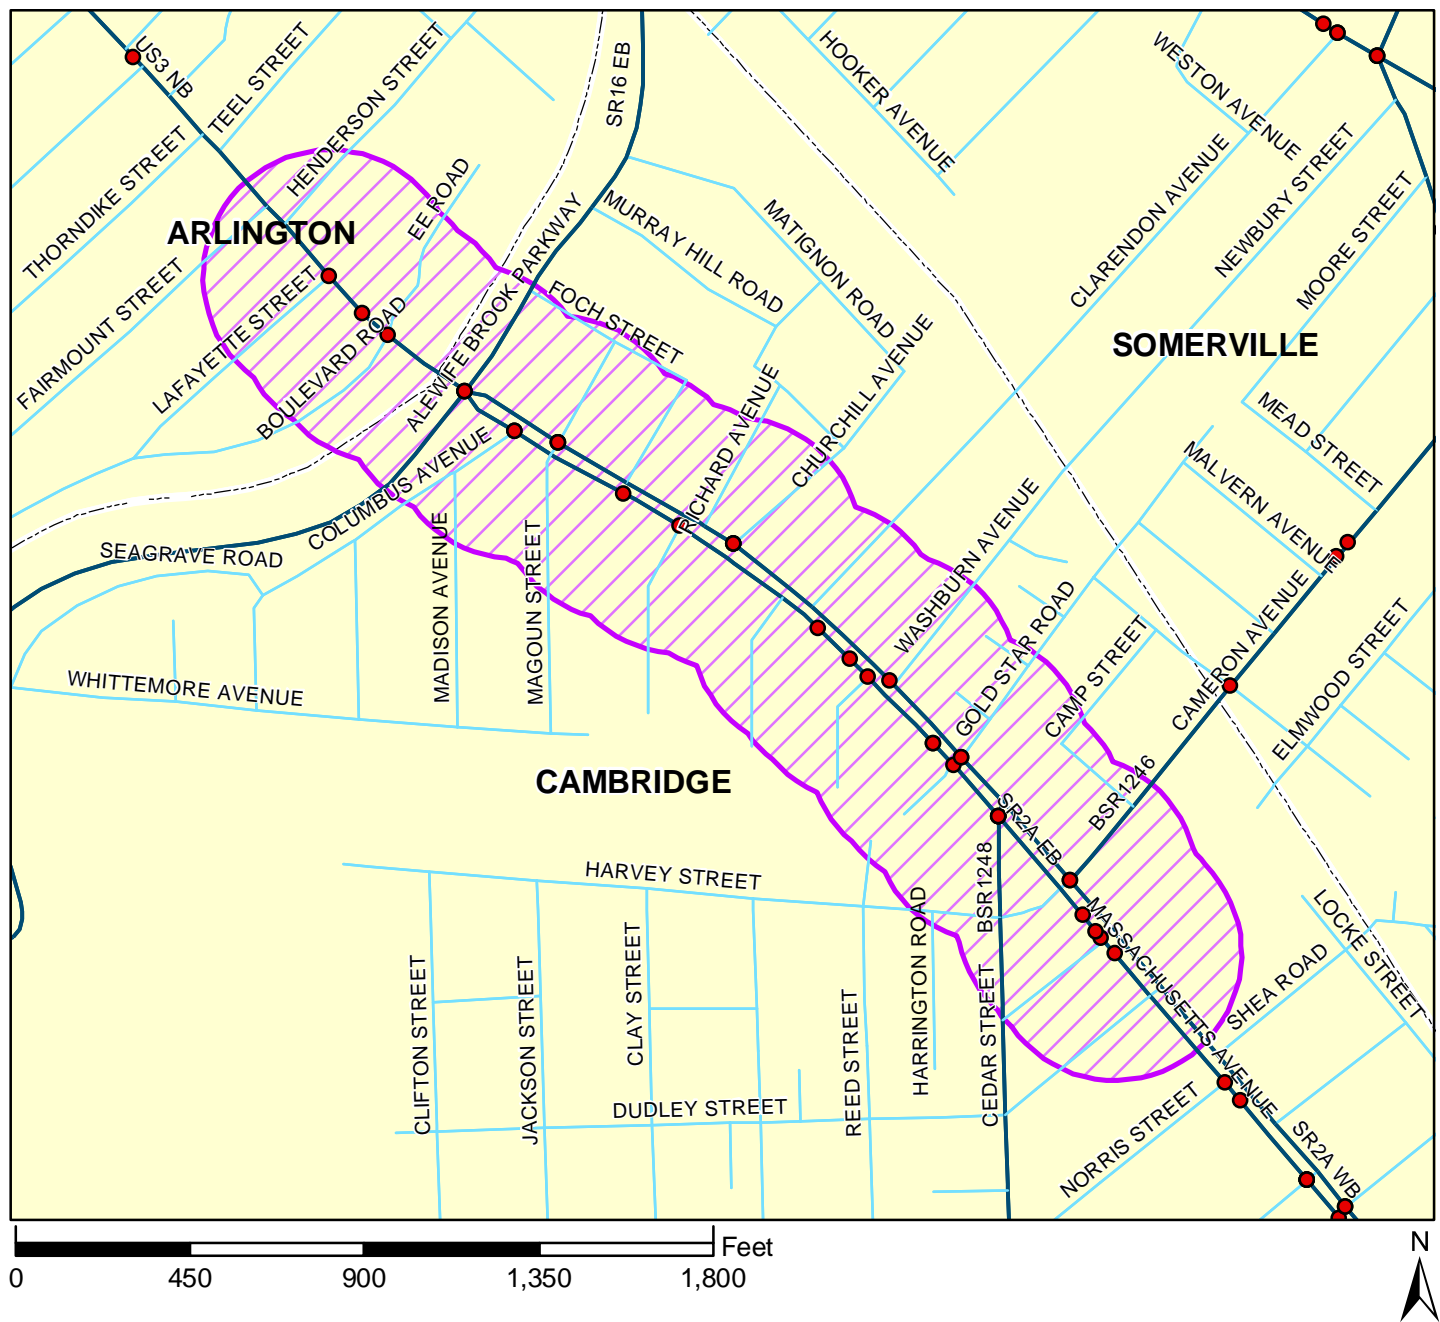 US3 NB
TEEL STREET
HENDERSON STREET
SR16 EB
HOOKER AVENUE
WESTON AVENUE
THORNDIKE STREET
EE ROAD
ARLINGTON
MURRAY HILL ROAD
MATIGNON ROAD
CLARENDON AVENUE
NEWBURY STREET
MOORE STREET
FAIRMOUNT STREET
LAFAYETTE STREET
BOULEVARD ROAD
ALEWIFE BROOK PARKWAY
FOCH STREET
SOMERVILLE
RICHARD AVENUE
CHURCHILL AVENUE
MEAD STREET
MALVERN AVENUE
COLUMBUS AVENUE
SEAGRAVE ROAD
MADISON AVENUE
MAGOUN STREET
WASHBURN AVENUE
GOLD STAR ROAD
CAMP STREET
CAMERON AVENUE
ELMWOOD STREET
WHITTEMORE AVENUE
CAMBRIDGE
BSR1246
SR2A EB
BSR1248
HARVEY STREET
MASSACHUSETTS AVENUE
LOCKE STREET
SHEA ROAD
CLIFTON STREET
JACKSON STREET
CLAY STREET
REED STREET
HARRINGTON ROAD
CEDAR STREET
DUDLEY STREET
NORRIS STREET
SR2A WB
Feet
0 450 900 1,350 1,800
N